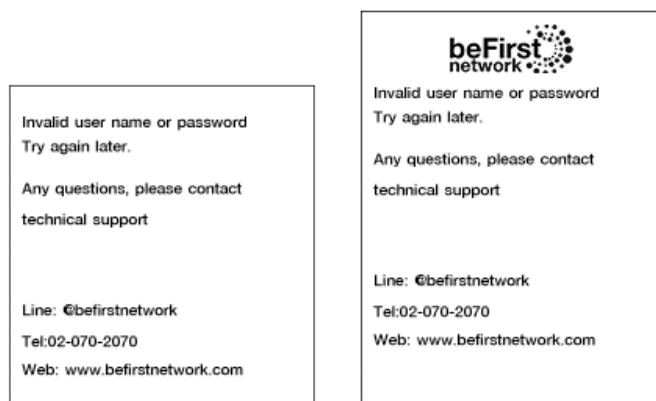 Invalid user name or password
Try again later.
Any questions, please contact
technical support
Line: @befirstnetwork
Tel:02-070-2070
Web: www.befirstnetwork.com
beFirst
network
Invalid user name or password
Try again later.
Any questions, please contact
technical support
Line: @befirstnetwork
Tel:02-070-2070
Web: www.befirstnetwork.com